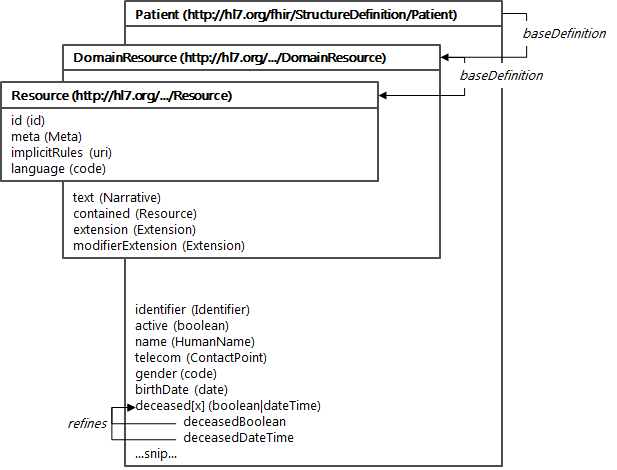 Patient (http://hl7.org/fhir/StructureDefinition/Patient)
baseDefinition
DomainResource (http://hl7.org/.../DomainResource)
baseDefinition
Resource (http://hl7.org/.../Resource)
id (id)
meta (Meta)
implicitRules (uri)
language (code)
text (Narrative)
contained (Resource)
extension (Extension)
modifierExtension (Extension)
identifier (Identifier)
active (boolean)
name (HumanName)
telecom (ContactPoint)
gender (code)
birthDate (date)
deceased[x] (boolean|dateTime)
refines
deceasedBoolean
deceasedDateTime
...snip...